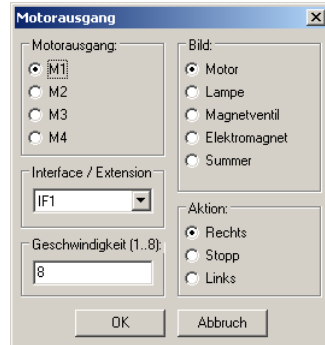 Motorausgang
Motorausgang:
M1
M2
M3
M4
Interface / Extension
IF1
Geschwindigkeit (1..8):
8
Bild:
Motor
Lampe
Magnetventil
Elektromagnet
Summer
Aktion:
Rechts
Stopp
Links
OK
Abbruch